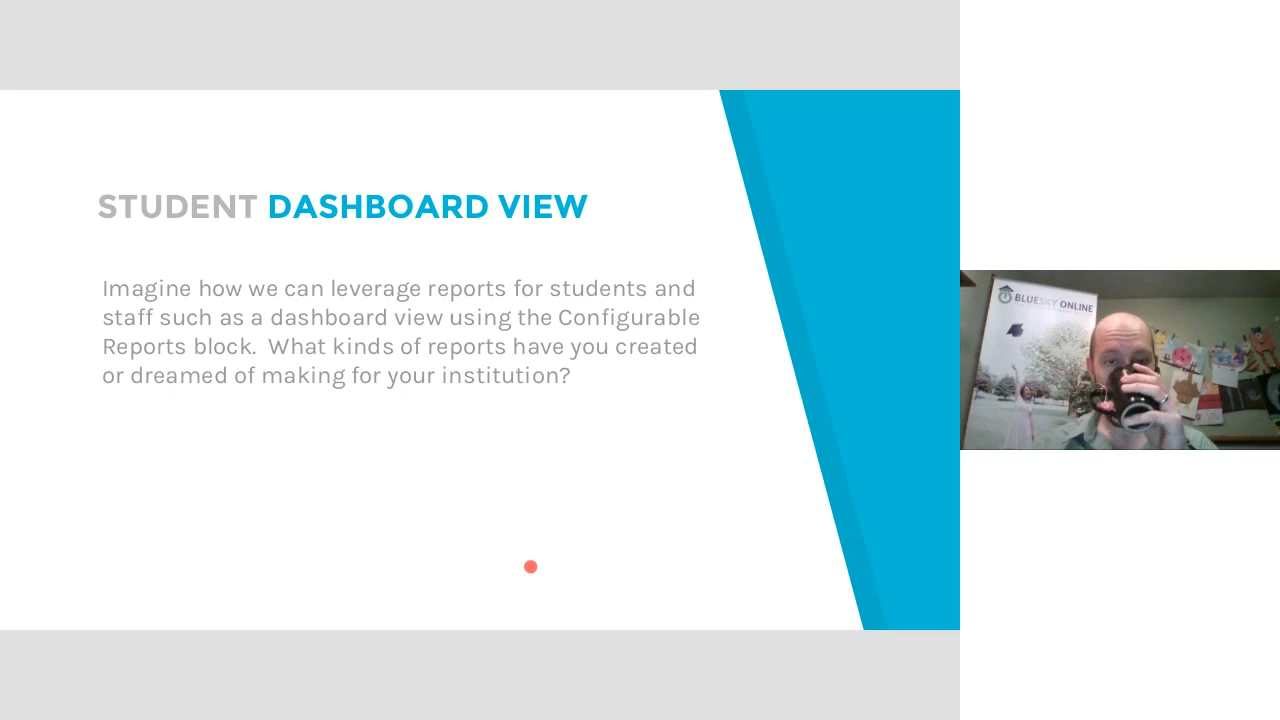 STUDENT DASHBOARD VIEW
Imagine how we can leverage reports for students and
staff such as a dashboard view using the Configurable
Reports block.  What kinds of reports have you created
or dreamed of making for your institution?
BLUESKY ONLINE